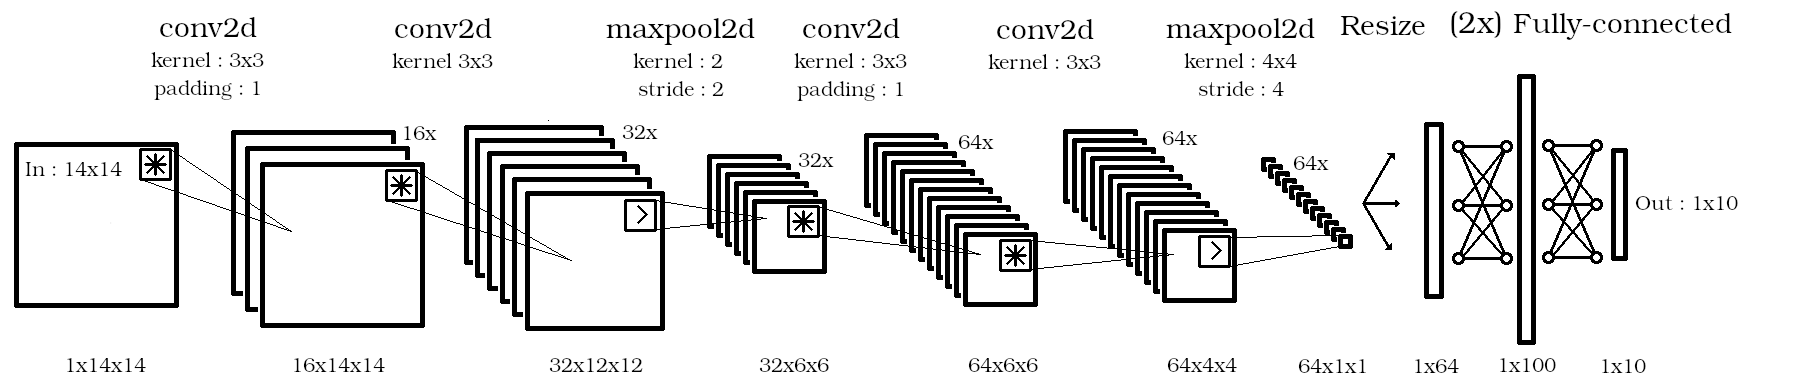 conv2d
kernel : 3x3
padding : 1
conv2d
kernel 3x3
maxpool2d
kernel : 2
stride : 2
conv2d
kernel : 3x3
padding : 1
conv2d
kernel : 3x3
maxpool2d
kernel : 4x4
stride : 4
Resize
(2x) Fully-connected
In : 14x14
16x
32x
32x
64x
64x
64x
Out : 1x10
1x14x14
16x14x14
32x12x12
32x6x6
64x6x6
64x4x4
64x1x1
1x64
1x100
1x10